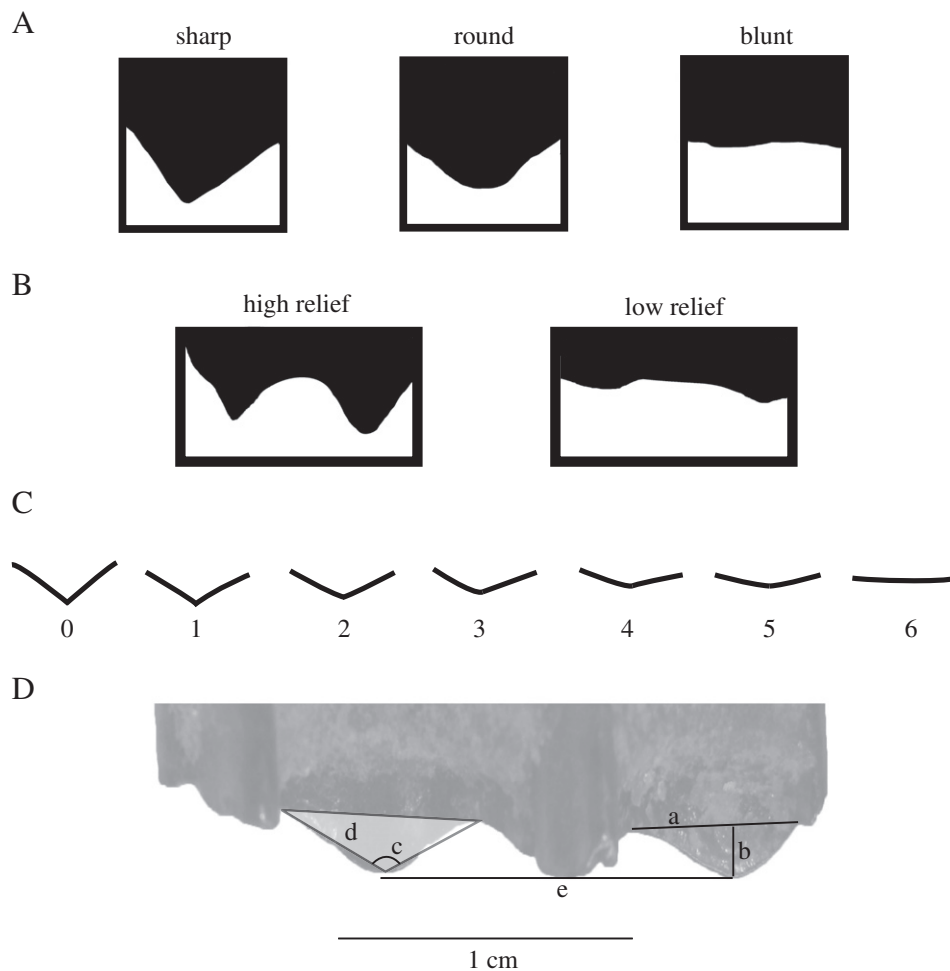 A
sharp round blunt
B
high relief low relief
C
0 1 2 3 4 5 6
D
d c a b
e
1 cm